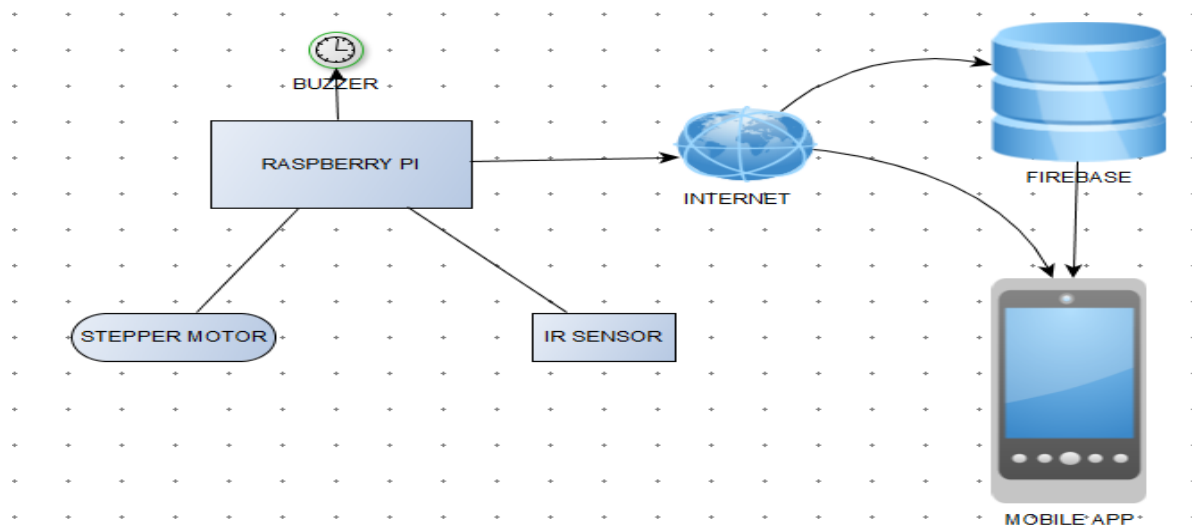 BUZZER
RASPBERRY PI
INTERNET
FIREBASE
STEPPER MOTOR
IR SENSOR
MOBILE APP